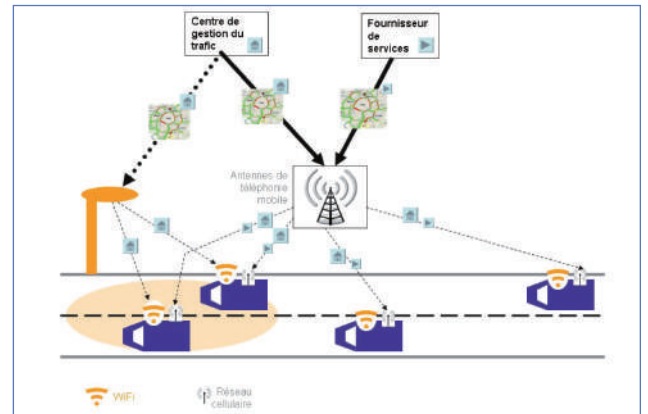 Centre de
gestion du
trafic
Fournisseur
de
services
Antennes de
téléphonie
mobile
WiFi
Réseau
cellulaire